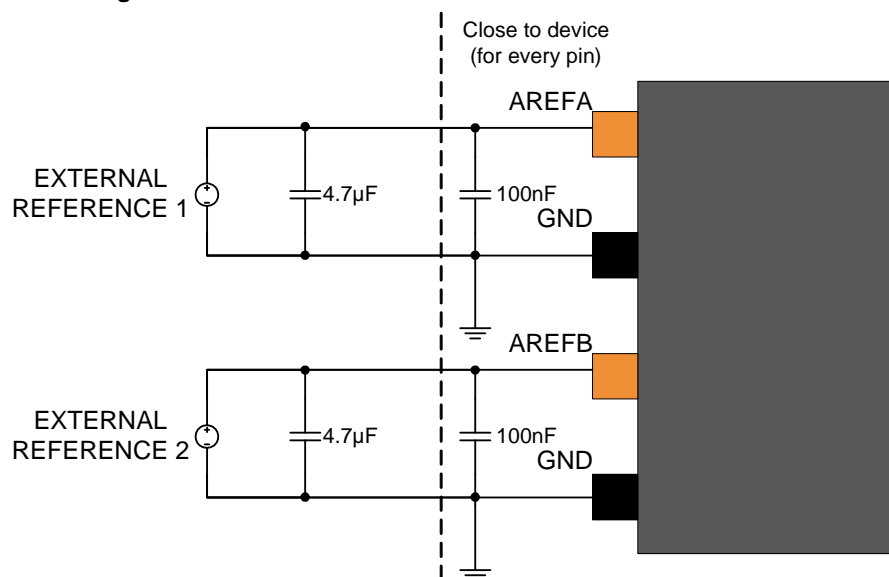 Close to device
(for every pin)
AREFA
EXTERNAL
REFERENCE 1
4.7µF
100nF
GND
AREFB
EXTERNAL
REFERENCE 2
4.7µF
100nF
GND